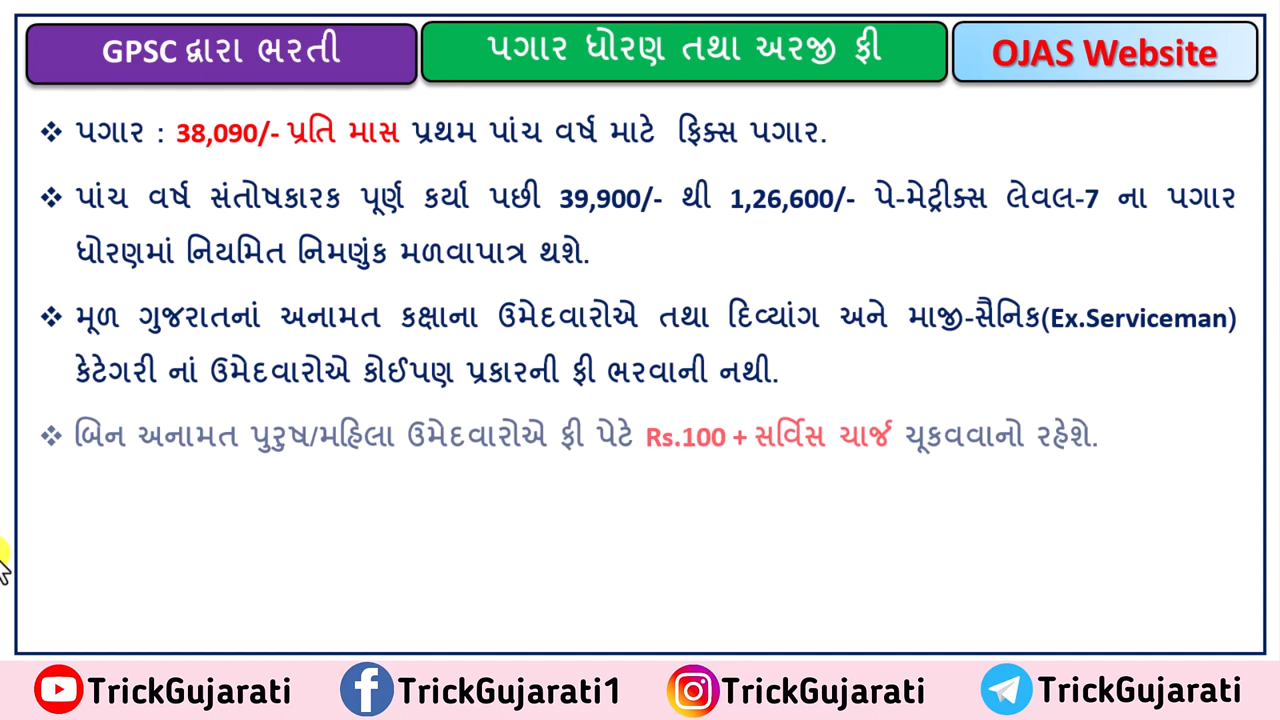 GPSC દ્વારા ભરતી
પગાર ધોરણ તથા અરજી ફી
OJAS Website
❖ પગાર : 38,090/- પ્રતિ માસ પ્રથમ પાંચ વર્ષ માટે ફિક્સ પગાર.
❖ પાંચ વર્ષ સંતોષકારક પૂર્ણ કર્યા પછી 39,900/- થી 1,26,600/- પે-મેટ્રીક્સ લેવલ-7 ના પગાર
ધોરણમાં નિયમિત નિમણુંક મળવાપાત્ર થશે.
❖ મૂળ ગુજરાતનાં અનામત કક્ષાના ઉમેદવારોએ તથા દિવ્યાંગ અને માજી-સૈનિક(Ex.Serviceman)
કેટેગરી નાં ઉમેદવારોએ કોઈપણ પ્રકારની ફી ભરવાની નથી.
❖ બિન અનામત પુરુષ/મહિલા ઉમેદવારોએ ફી પેટે Rs.100 + સર્વિસ ચાર્જ ચૂકવવાનો રહેશે.
TrickGujarati
TrickGujarati1
TrickGujarati
TrickGujarati